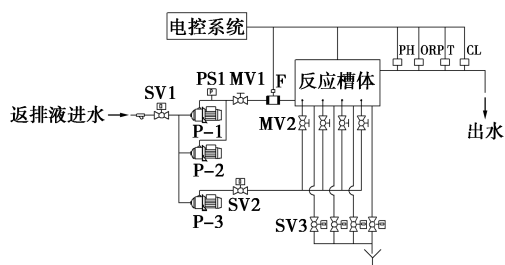 电控系统
PH ORP T CL
PS1 MV1 F
反应槽体
SV1
返排液进水
P-1
MV2
出水
P-2
P-3 SV2
SV3